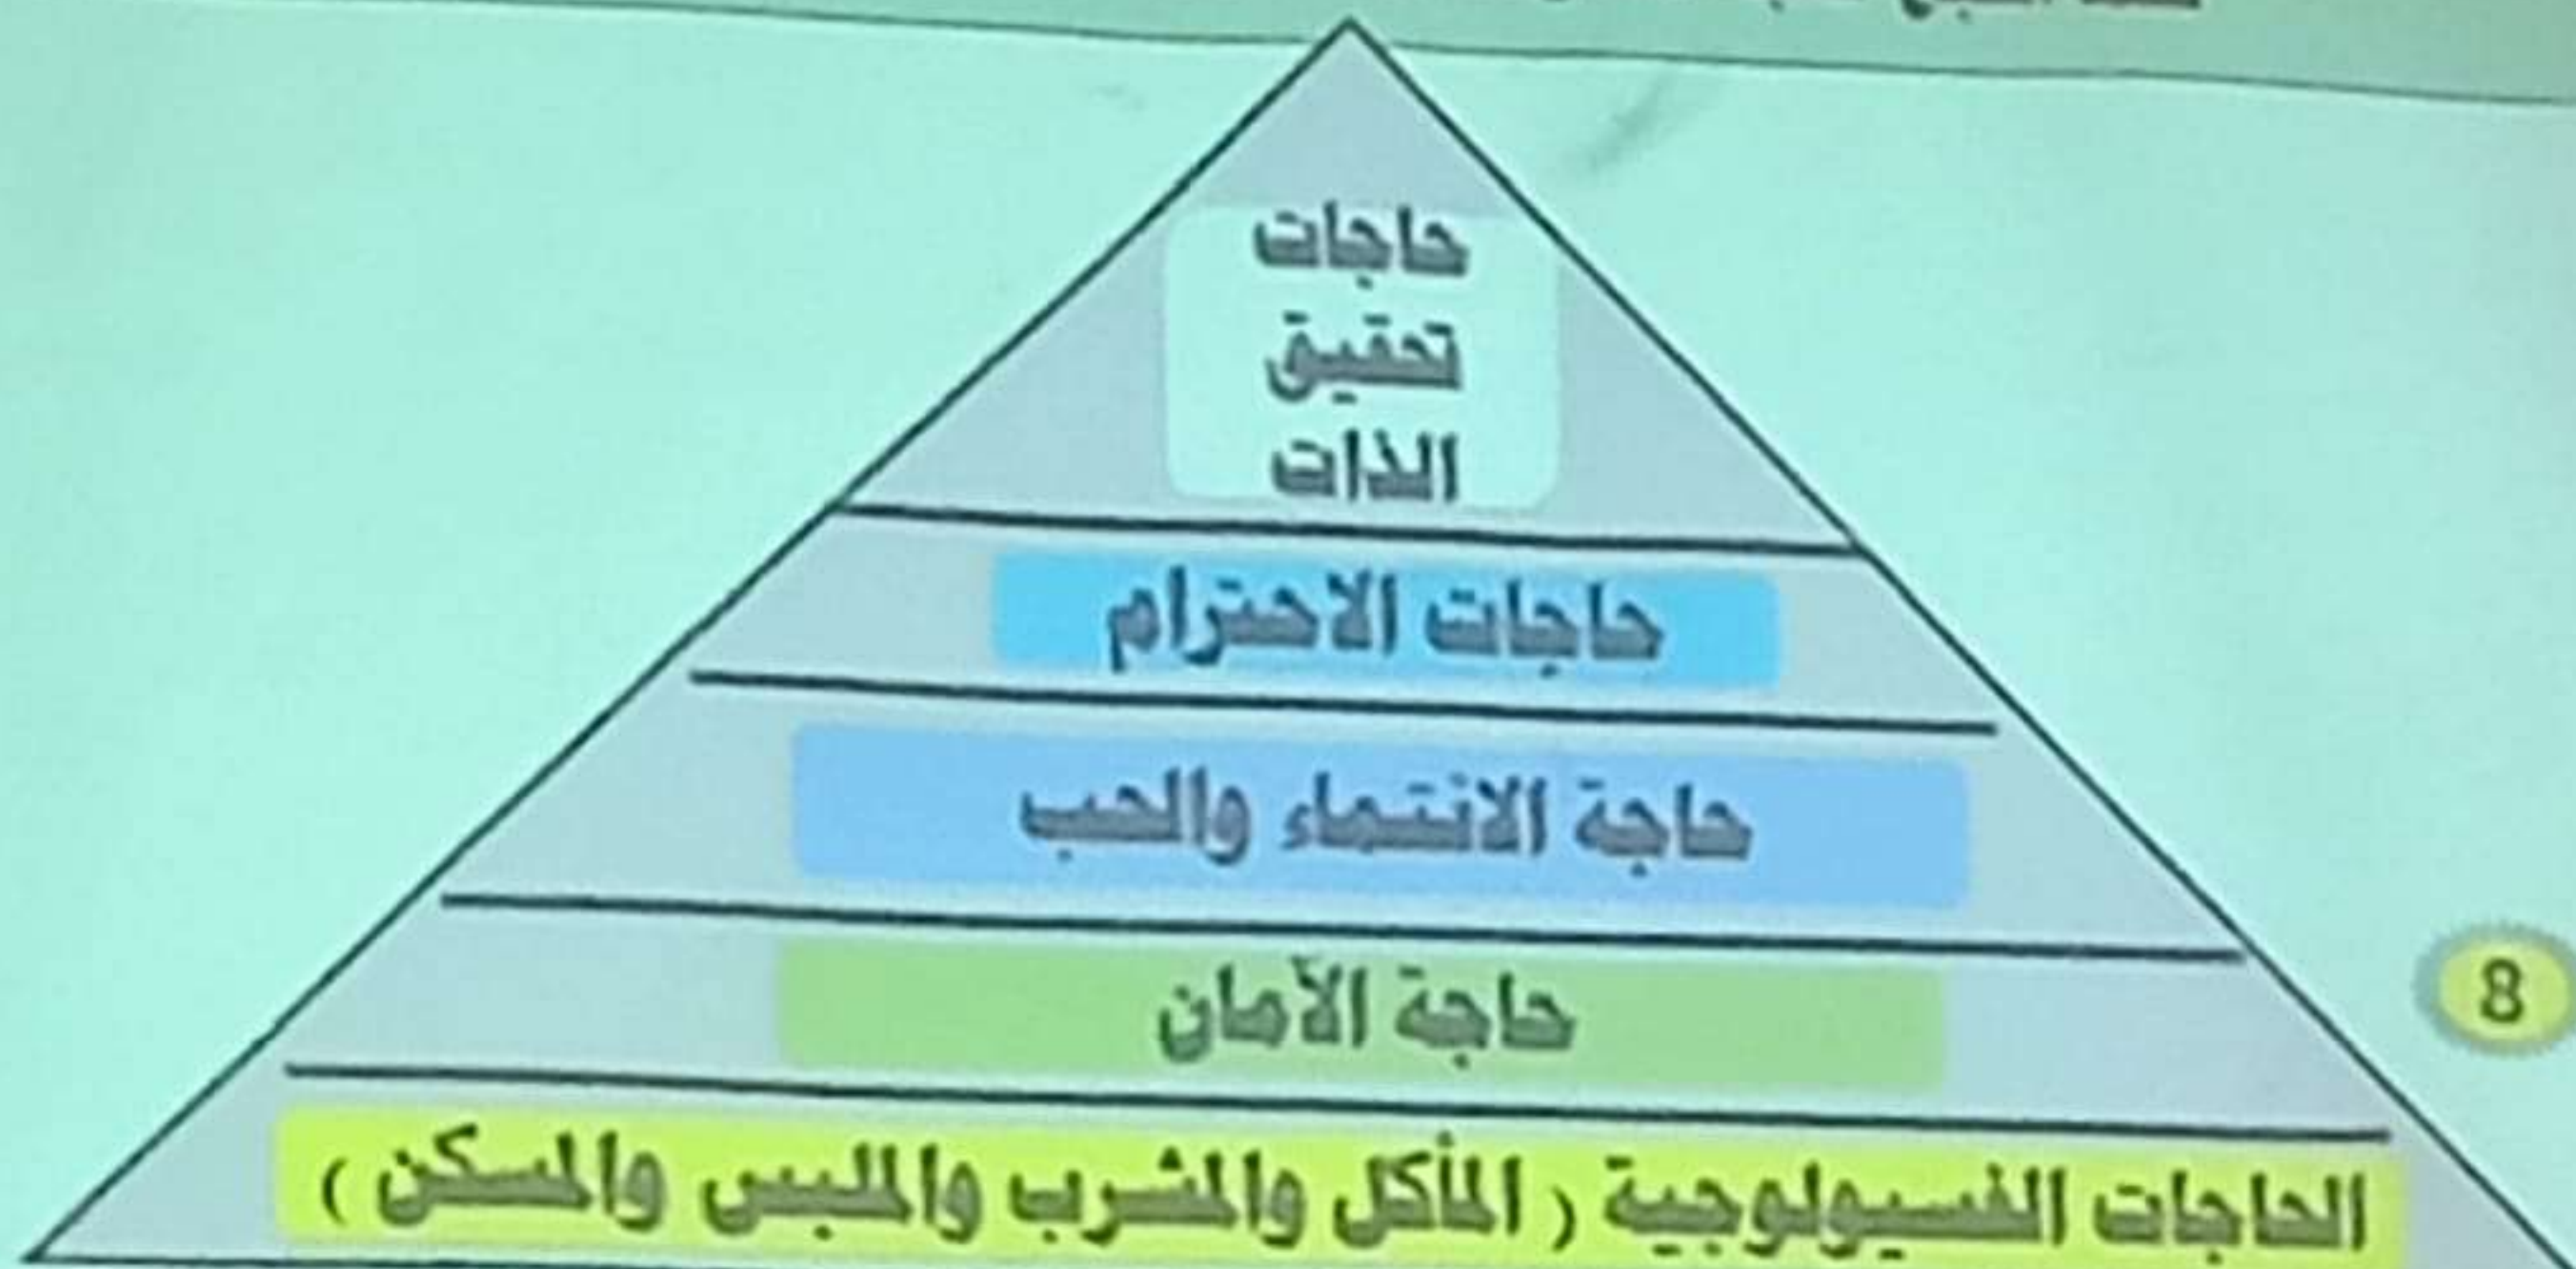 حاجات
تحقيق
الذات
حاجات الاحترام
حاجة الانتماء والحب
حاجة الأمان
8
الحاجات الفسيولوجية ( المأكل والمشرب والملبس والمسكن )